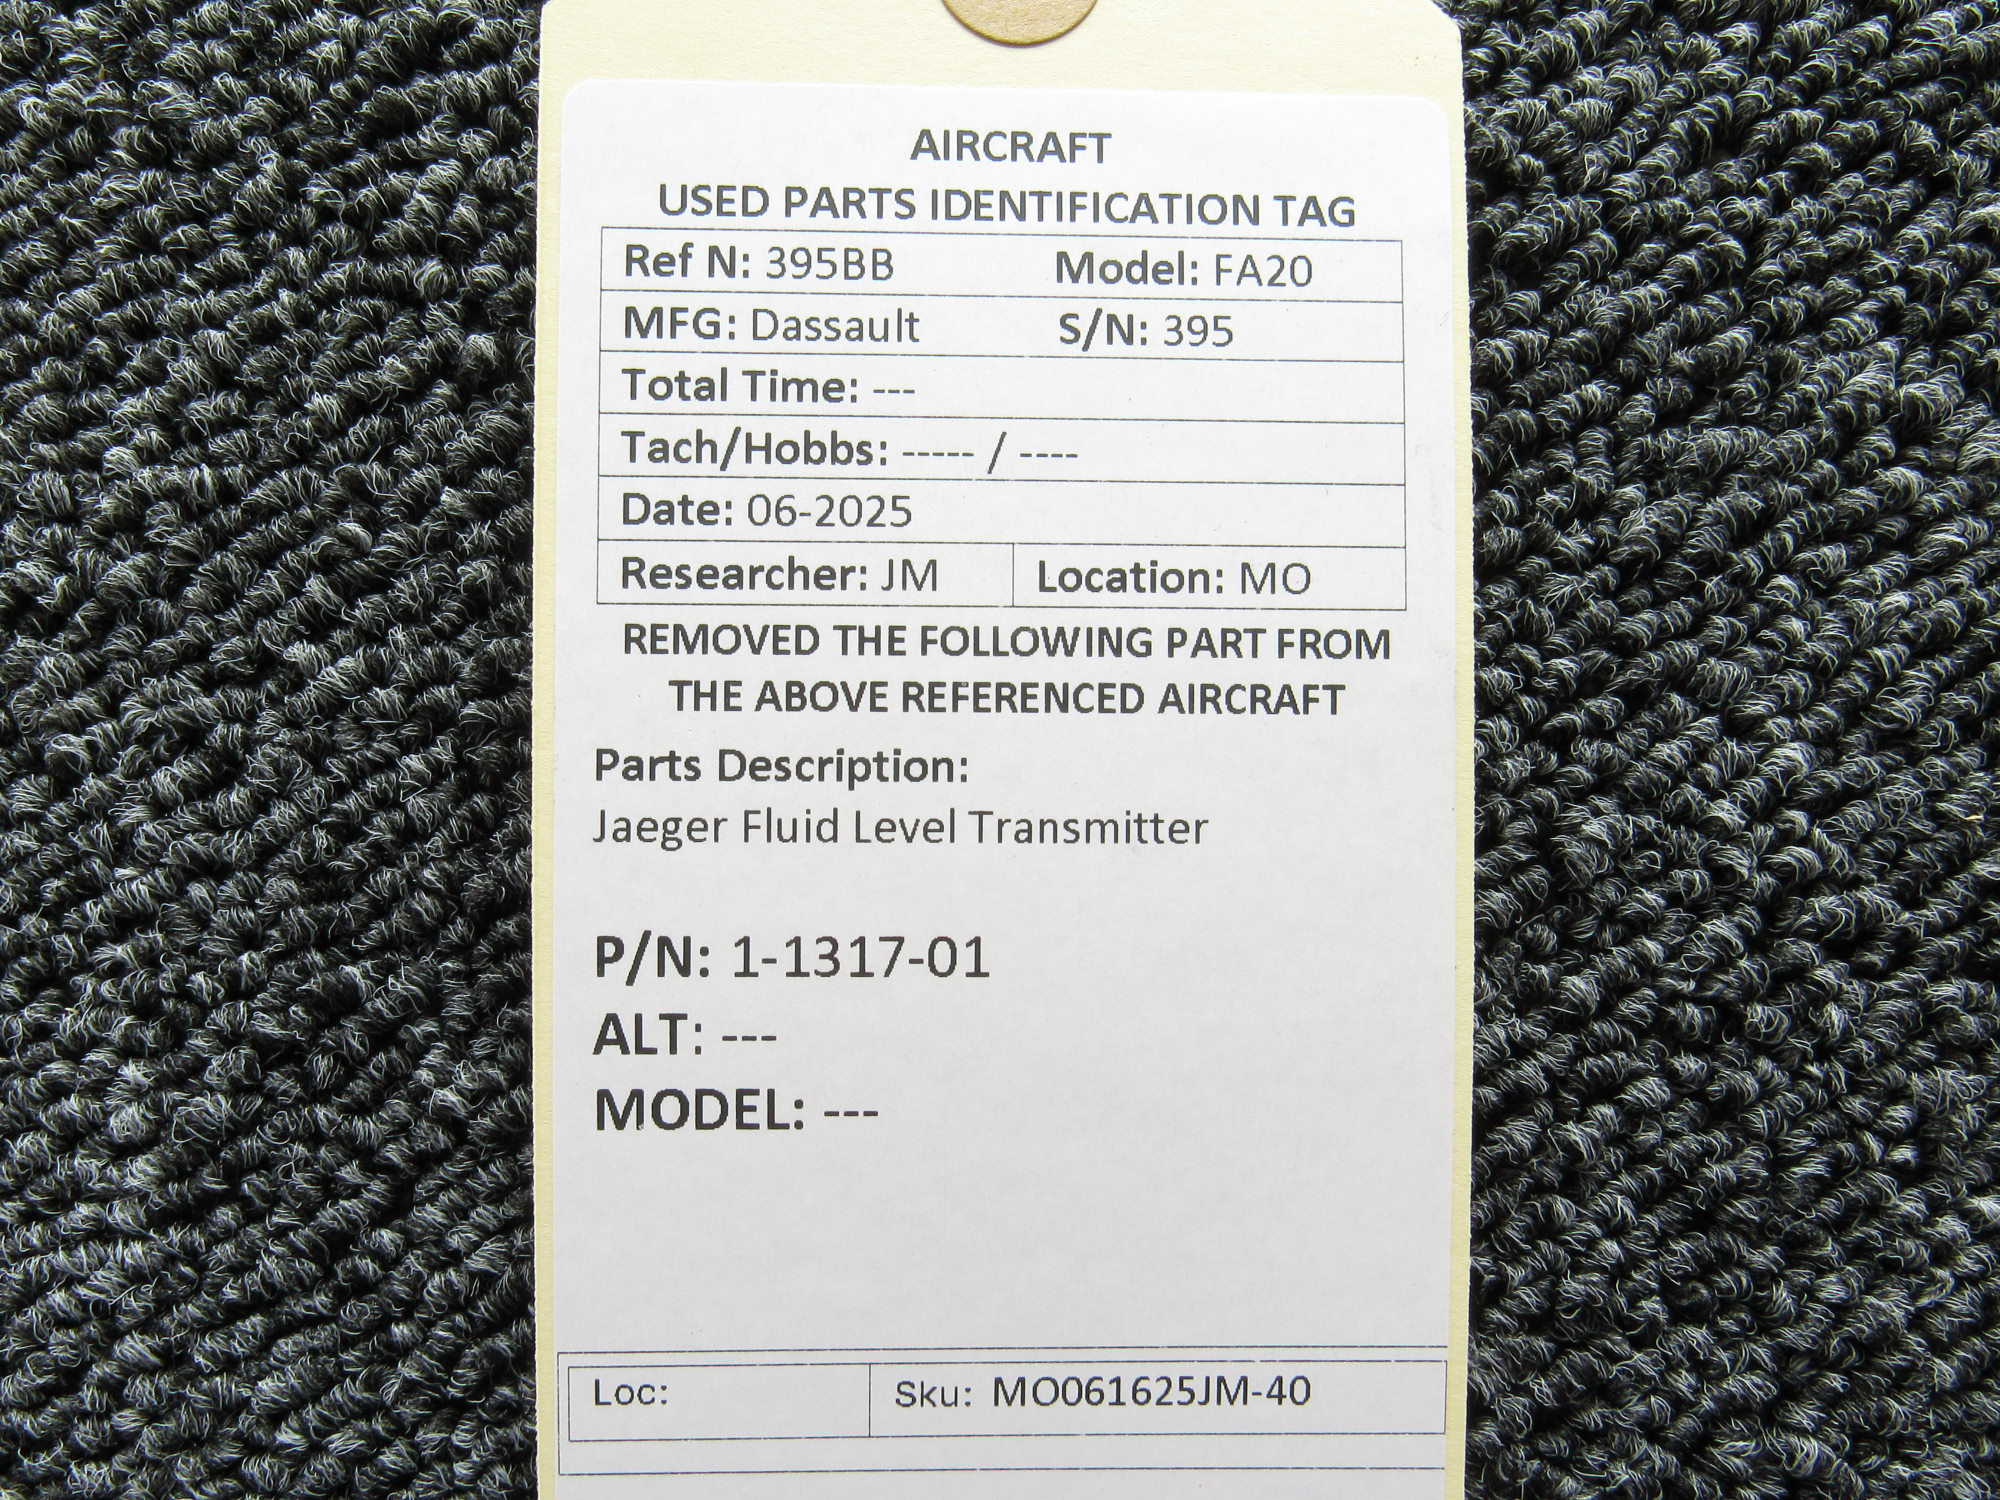 AIRCRAFT
USED PARTS IDENTIFICATION TAG
Ref N: 395BB Model: FA20
MFG: Dassault S/N: 395
Total Time: ---
Tach/Hobbs: ----- / ----
Date: 06-2025
Researcher: JM Location: MO
REMOVED THE FOLLOWING PART FROM
THE ABOVE REFERENCED AIRCRAFT
Parts Description:
Jaeger Fluid Level Transmitter
P/N: 1-1317-01
ALT: ---
MODEL: ---
Loc: Sku: MO061625JM-40